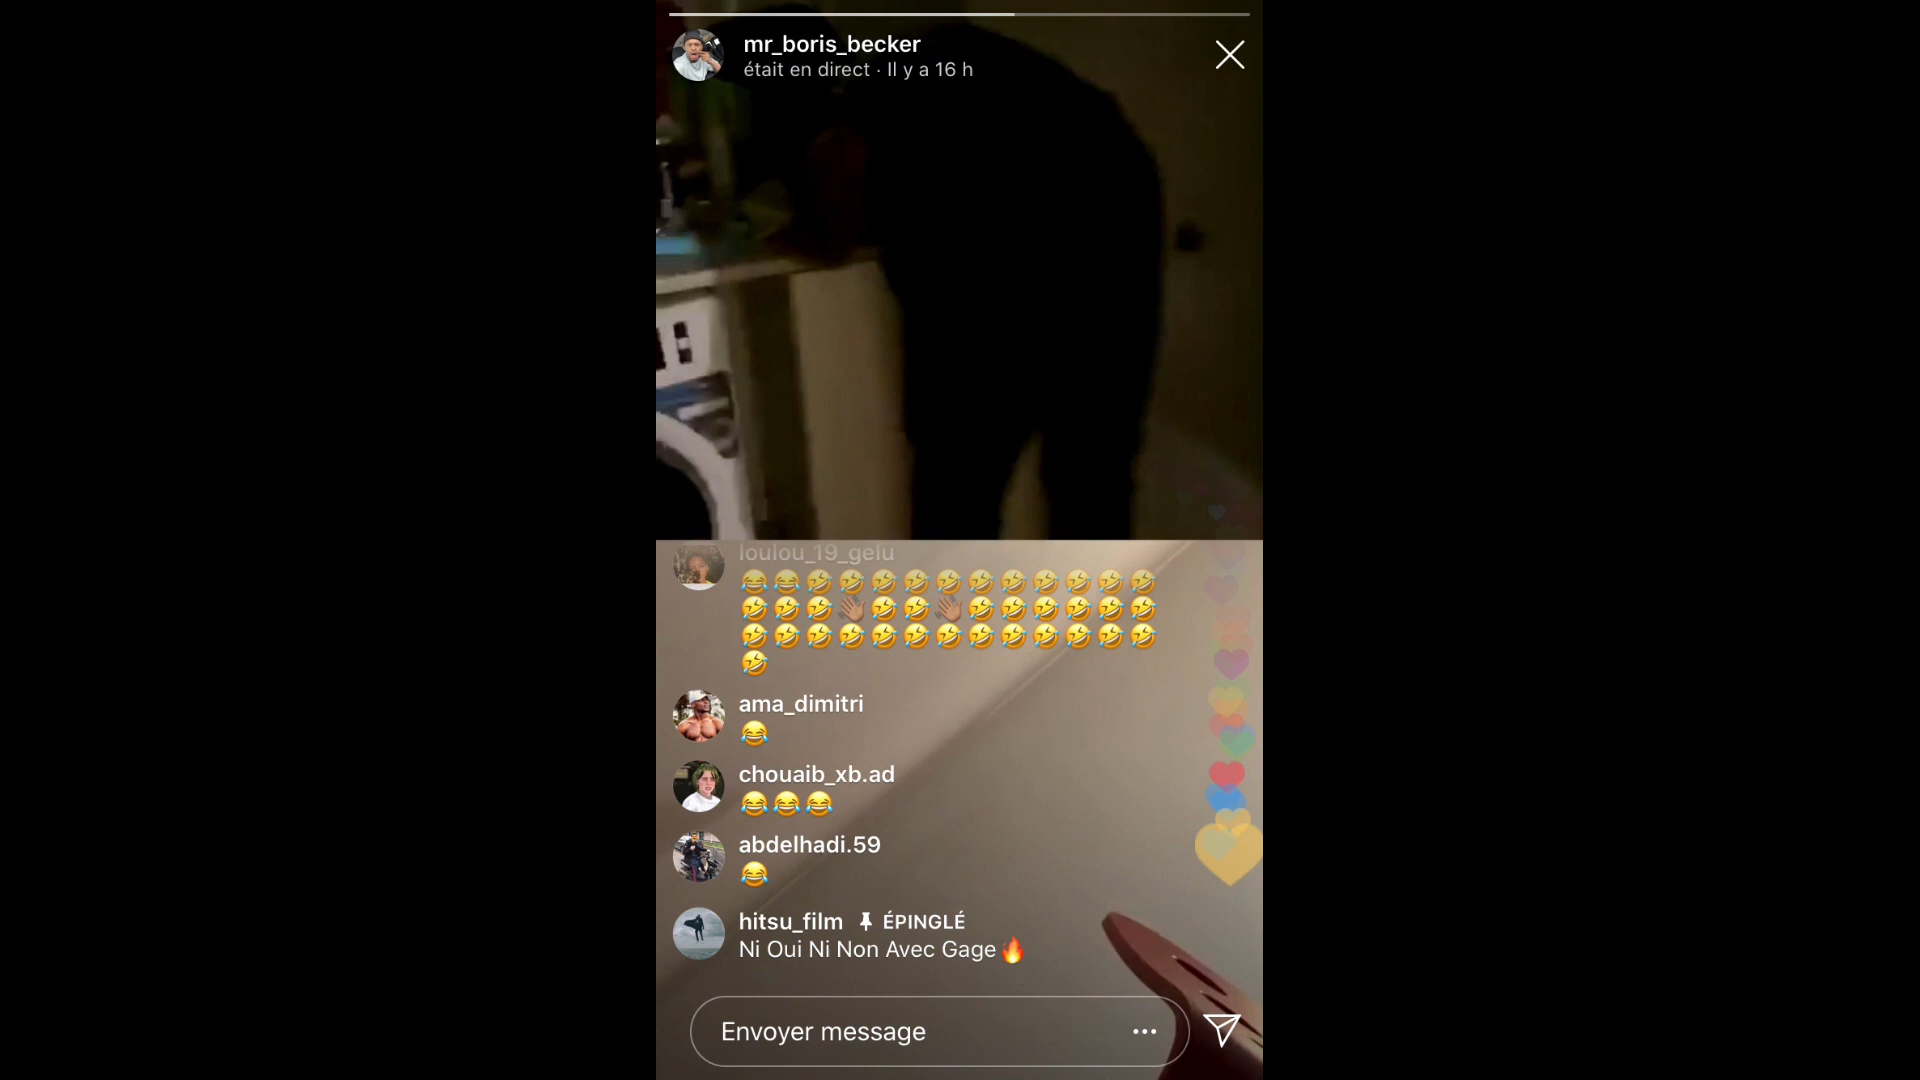 mr_boris_becker
était en direct · Il y a 16 h
loulou_19_gelu
😂😂🤣🤣🤣🤣🤣🤣🤣🤣🤣🤣🤣
🤣🤣🤣👋🏽🤣🤣👋🏽🤣🤣🤣🤣🤣🤣
🤣🤣🤣🤣🤣🤣🤣🤣🤣🤣🤣🤣🤣
🤣
ama_dimitri
😂
chouaib_xb.ad
😂😂😂
abdelhadi.59
😂
hitsu_film 📌 ÉPINGLÉ
Ni Oui Ni Non Avec Gage🔥
Envoyer message